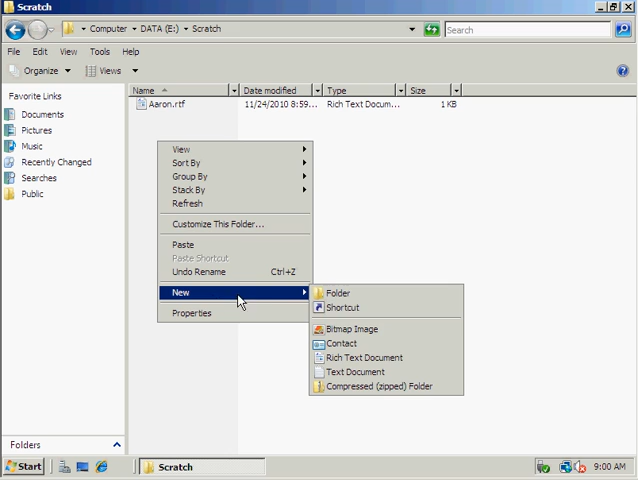 Scratch
Computer DATA (E:) Scratch
Search
File Edit View Tools Help
Organize Views
Favorite Links
Documents
Pictures
Music
Recently Changed
Searches
Public
Folders
Name Date modified Type Size
Aaron.rtf 11/24/2010 8:59... Rich Text Docum... 1 KB
View
Sort By
Group By
Stack By
Refresh
Customize This Folder...
Paste
Paste Shortcut
Undo Rename Ctrl+Z
New
Properties
Folder
Shortcut
Bitmap Image
Contact
Rich Text Document
Text Document
Compressed (zipped) Folder
Start Scratch 9:00 AM